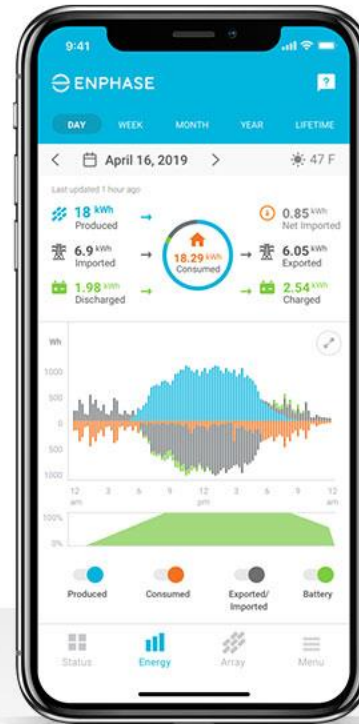 9:41
ENPHASE
?
DAY WEEK MONTH YEAR LIFETIME
< April 16, 2019 > 47 F
Last updated 1 hour ago
18 kWh
Produced
0.85 kWh
Net Imported
6.9 kWh
Imported
18.29 kWh
Consumed
6.05 kWh
Exported
1.98 kWh
Discharged
2.54 kWh
Charged
Wh
1000
500
0
500
1000
12 am 3 6 9 12 pm 3 6 9 12 am
100%
0%
Produced Consumed Exported/Imported Battery
Status Energy Array Menu